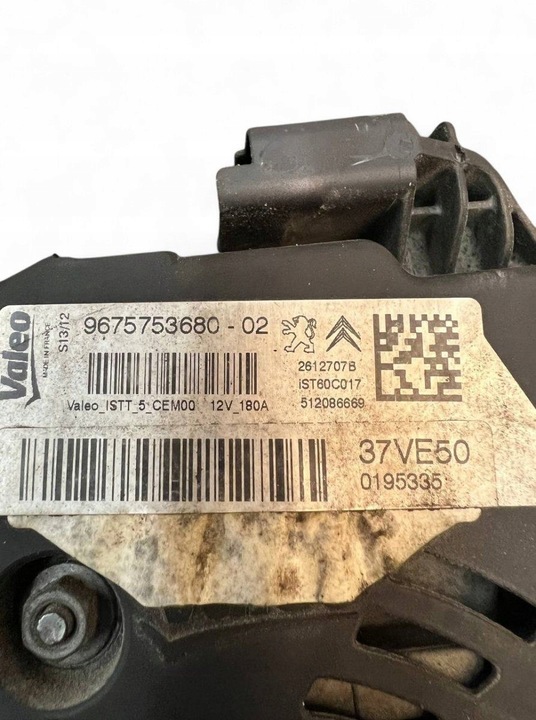 Valeo
MADE IN FRANCE
S13/12
9675753680 - 02
2612707B
IST60C017
512086669
Valeo_ISTT_5_CEM00 12V_180A
37VE50
0195335